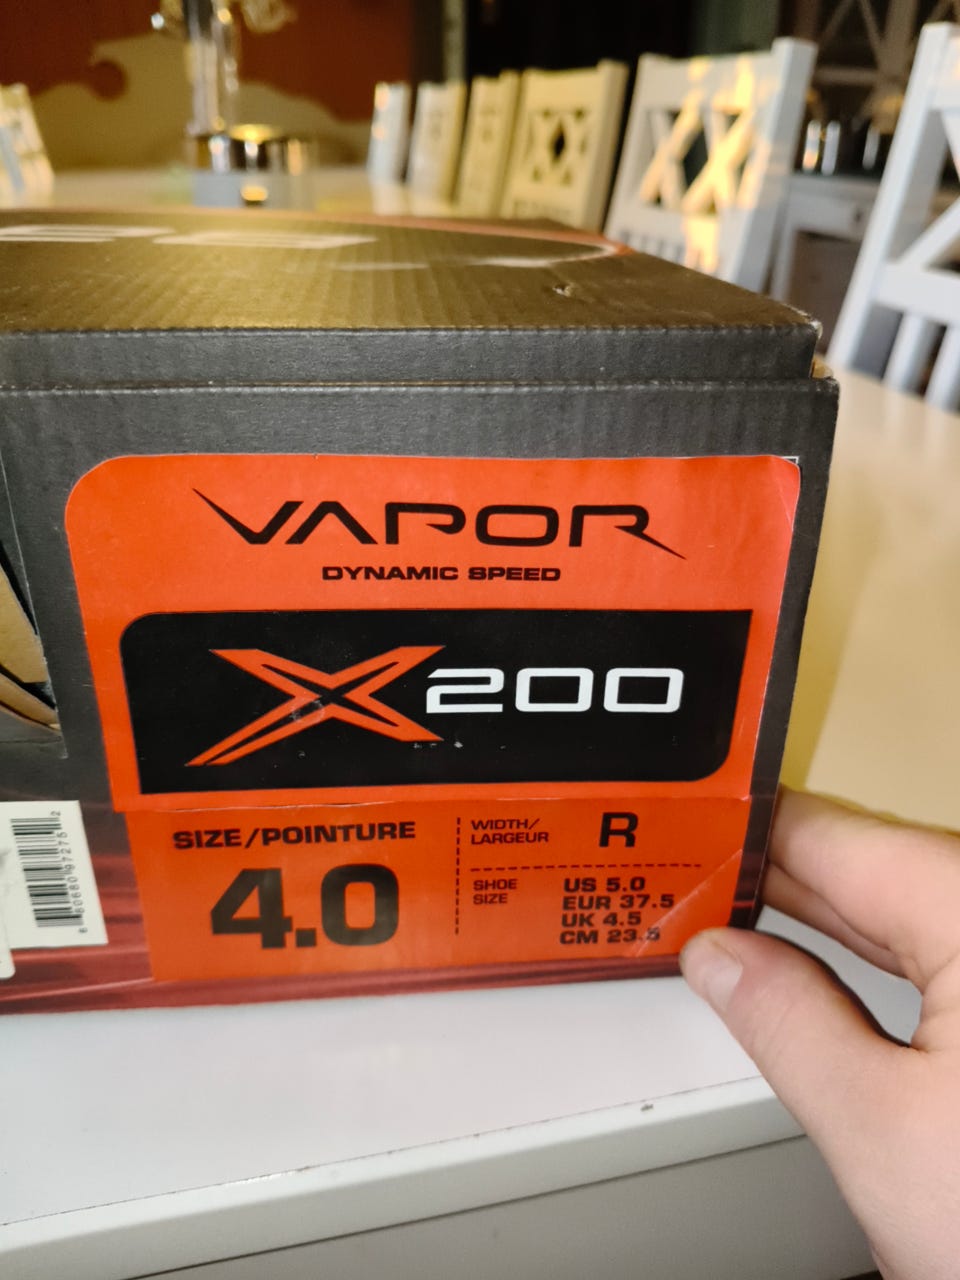 VAPOR
DYNAMIC SPEED
X200
SIZE/POINTURE
4.0
WIDTH/
LARGEUR
R
SHOE
SIZE
US 5.0
EUR 37.5
UK 4.5
CM 23.5